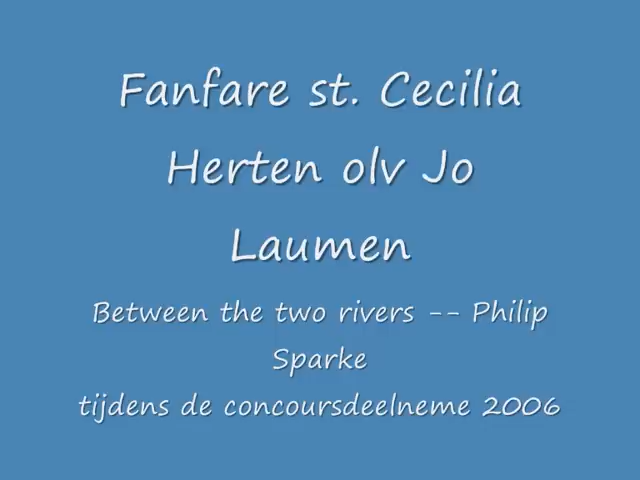 Fanfare st. Cecilia
Herten olv Jo
Laumen
Between the two rivers -- Philip
Sparke
tijdens de concoursdeelneme 2006